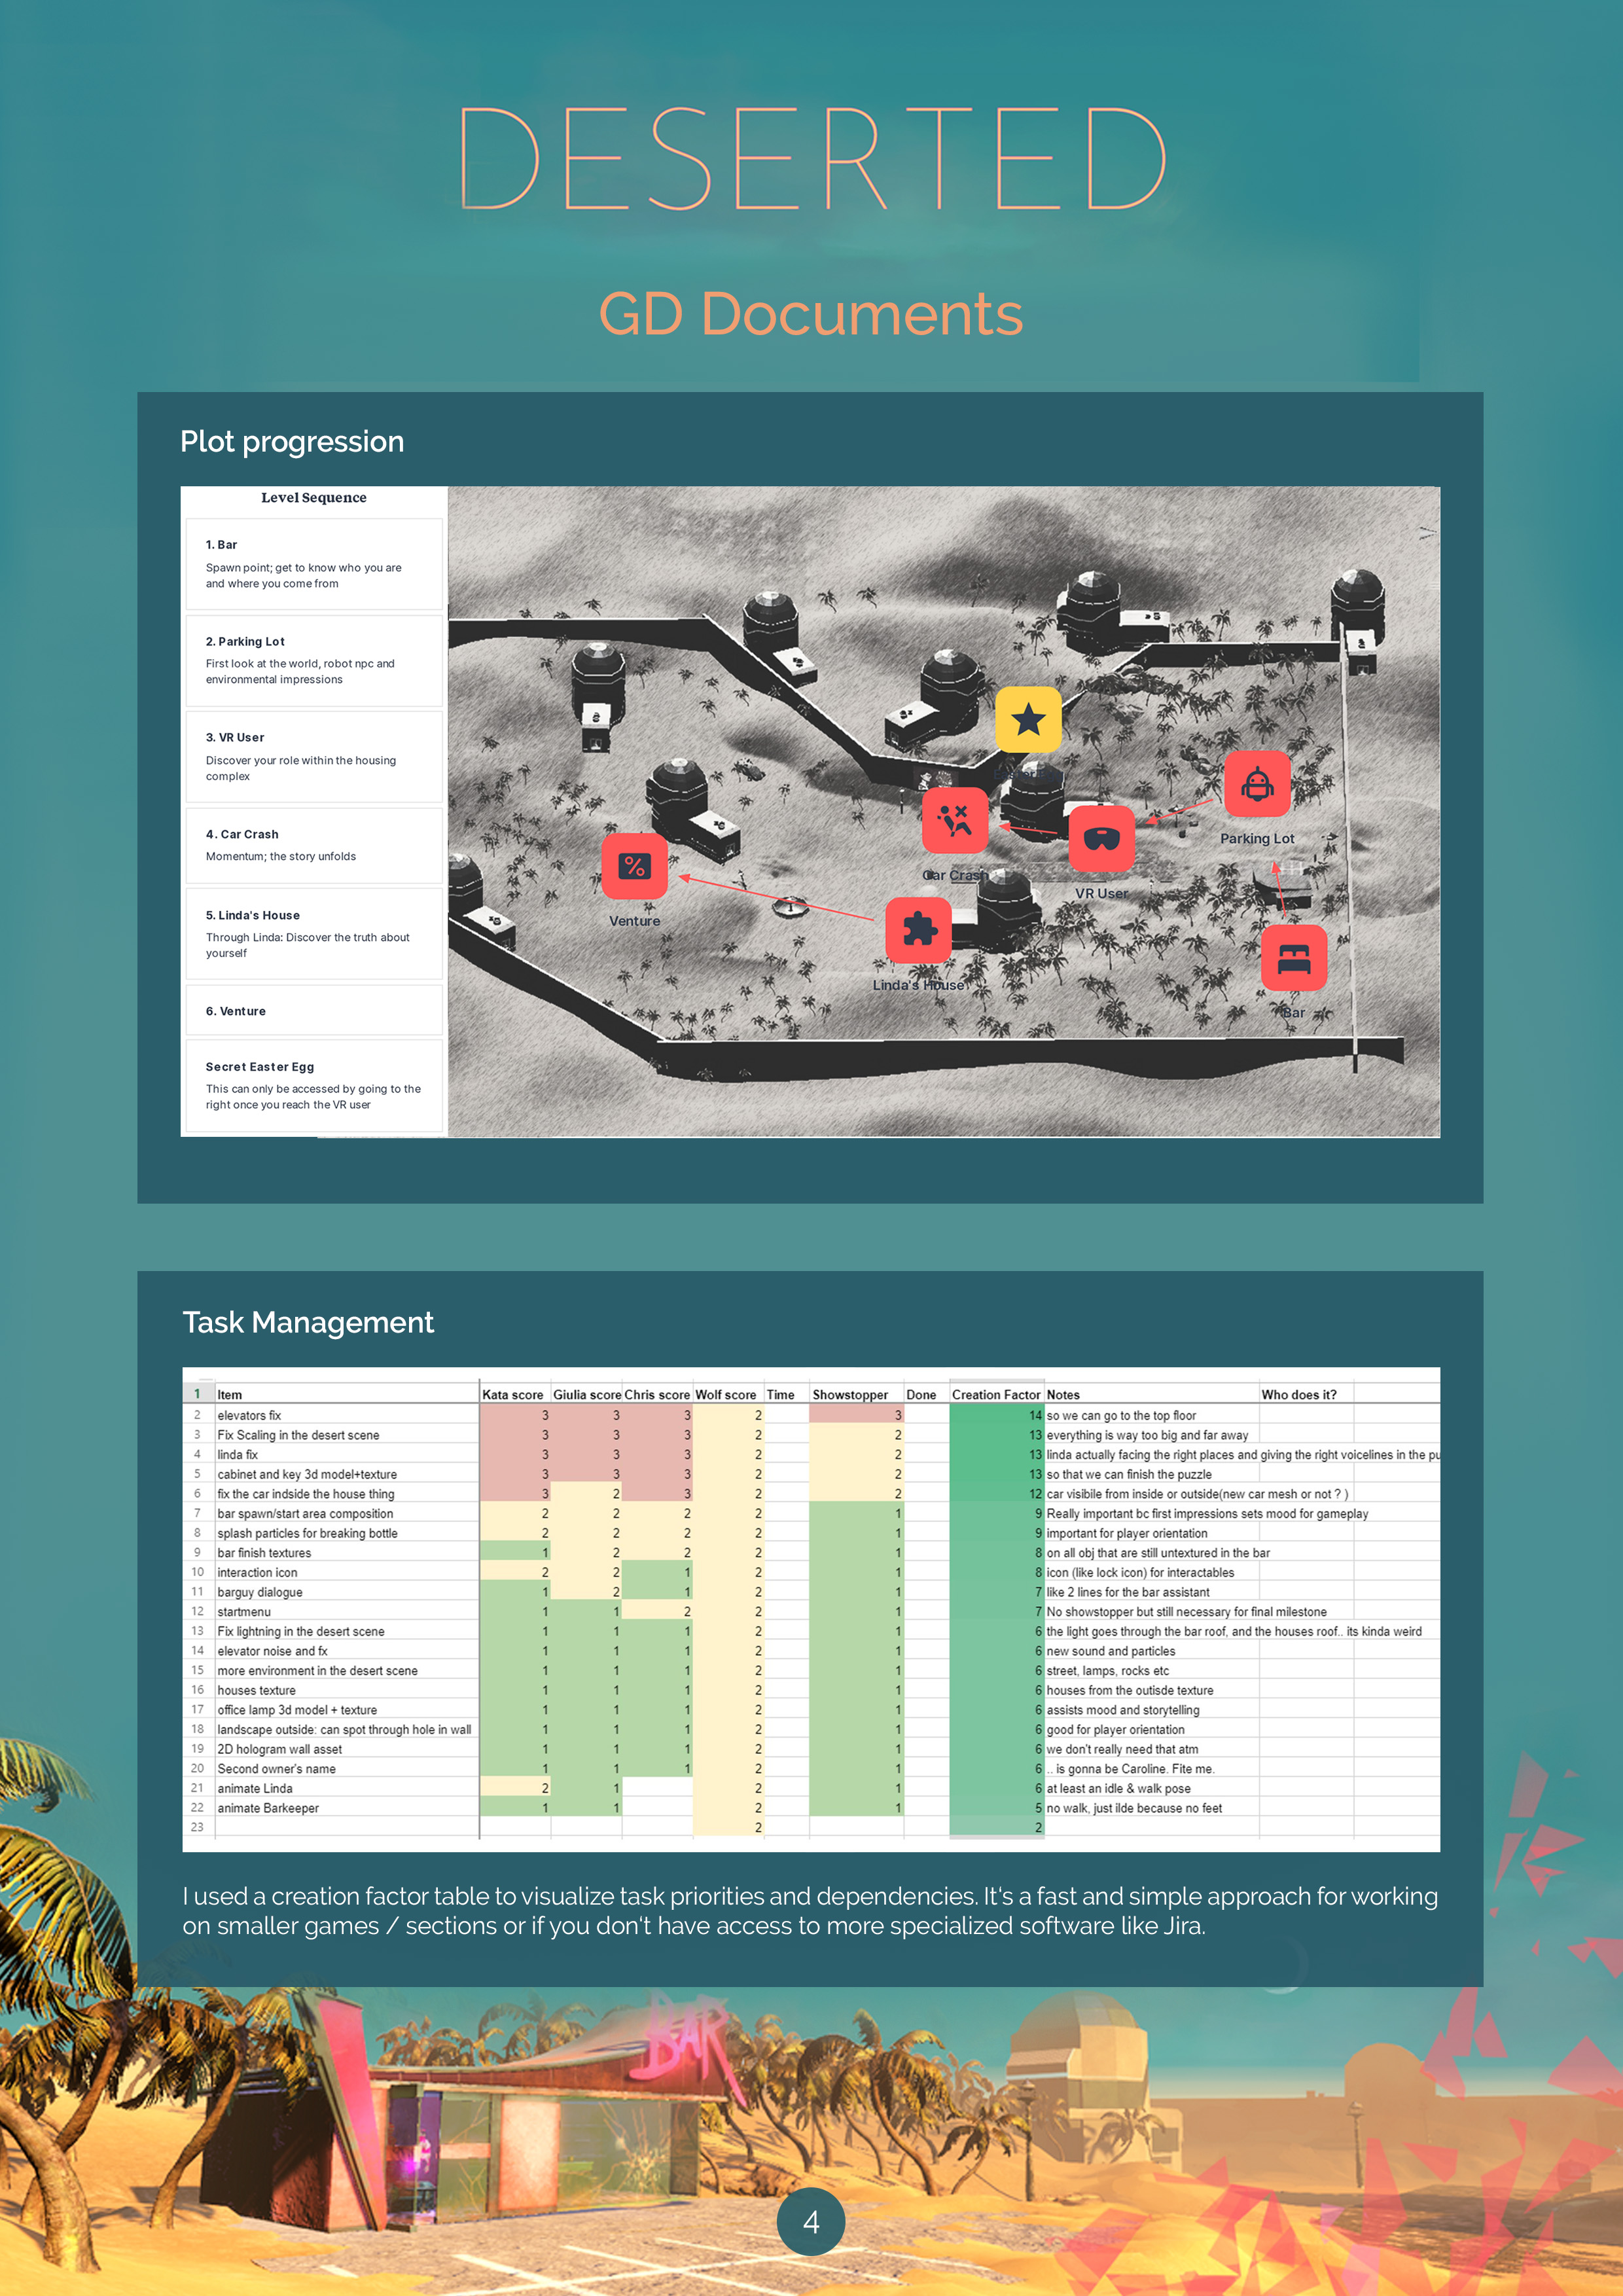 DESERTED
GD Documents
Plot progression
Level Sequence
1. Bar
Spawn point; get to know who you are
and where you come from
2. Parking Lot
First look at the world, robot npc and
environmental impressions
3. VR User
Discover your role within the housing
complex
4. Car Crash
Momentum; the story unfolds
5. Linda's House
Through Linda: Discover the truth about
yourself
6. Venture
Secret Easter Egg
This can only be accessed by going to the
right once you reach the VR user
Easter Egg
Parking Lot
Car Crash
VR User
Venture
Linda's House
Bar
Task Management
1 Item Kata score Giulia score Chris score Wolf score Time Showstopper Done Creation Factor Notes Who does it?
2 elevators fix 3 3 3 2 3 14 so we can go to the top floor
3 Fix Scaling in the desert scene 3 3 3 2 2 13 everything is way too big and far away
4 linda fix 3 3 3 2 2 13 linda actually facing the right places and giving the right voicelines in the pu
5 cabinet and key 3d model+texture 3 3 3 2 2 13 so that we can finish the puzzle
6 fix the car indside the house thing 3 2 3 2 2 12 car visibile from inside or outside(new car mesh or not ? )
7 bar spawn/start area composition 2 2 2 2 1 9 Really important bc first impressions sets mood for gameplay
8 splash particles for breaking bottle 2 2 2 2 1 9 important for player orientation
9 bar finish textures 1 2 2 2 1 8 on all obj that are still untextured in the bar
10 interaction icon 2 2 1 2 1 8 icon (like lock icon) for interactables
11 barguy dialogue 1 2 1 2 1 7 like 2 lines for the bar assistant
12 startmenu 1 1 2 2 1 7 No showstopper but still necessary for final milestone
13 Fix lightning in the desert scene 1 1 1 2 1 6 the light goes through the bar roof, and the houses roof.. its kinda weird
14 elevator noise and fx 1 1 1 2 1 6 new sound and particles
15 more environment in the desert scene 1 1 1 2 1 6 street, lamps, rocks etc
16 houses texture 1 1 1 2 1 6 houses from the outisde texture
17 office lamp 3d model + texture 1 1 1 2 1 6 assists mood and storytelling
18 landscape outside: can spot through hole in wall 1 1 1 2 1 6 good for player orientation
19 2D hologram wall asset 1 1 1 2 1 6 we don't really need that atm
20 Second owner's name 1 1 1 2 1 6 .. is gonna be Caroline. Fite me.
21 animate Linda 2 1 2 1 6 at least an idle & walk pose
22 animate Barkeeper 1 1 2 1 5 no walk, just ilde because no feet
23 2 2
I used a creation factor table to visualize task priorities and dependencies. It's a fast and simple approach for working
on smaller games / sections or if you don't have access to more specialized software like Jira.
BAR
4